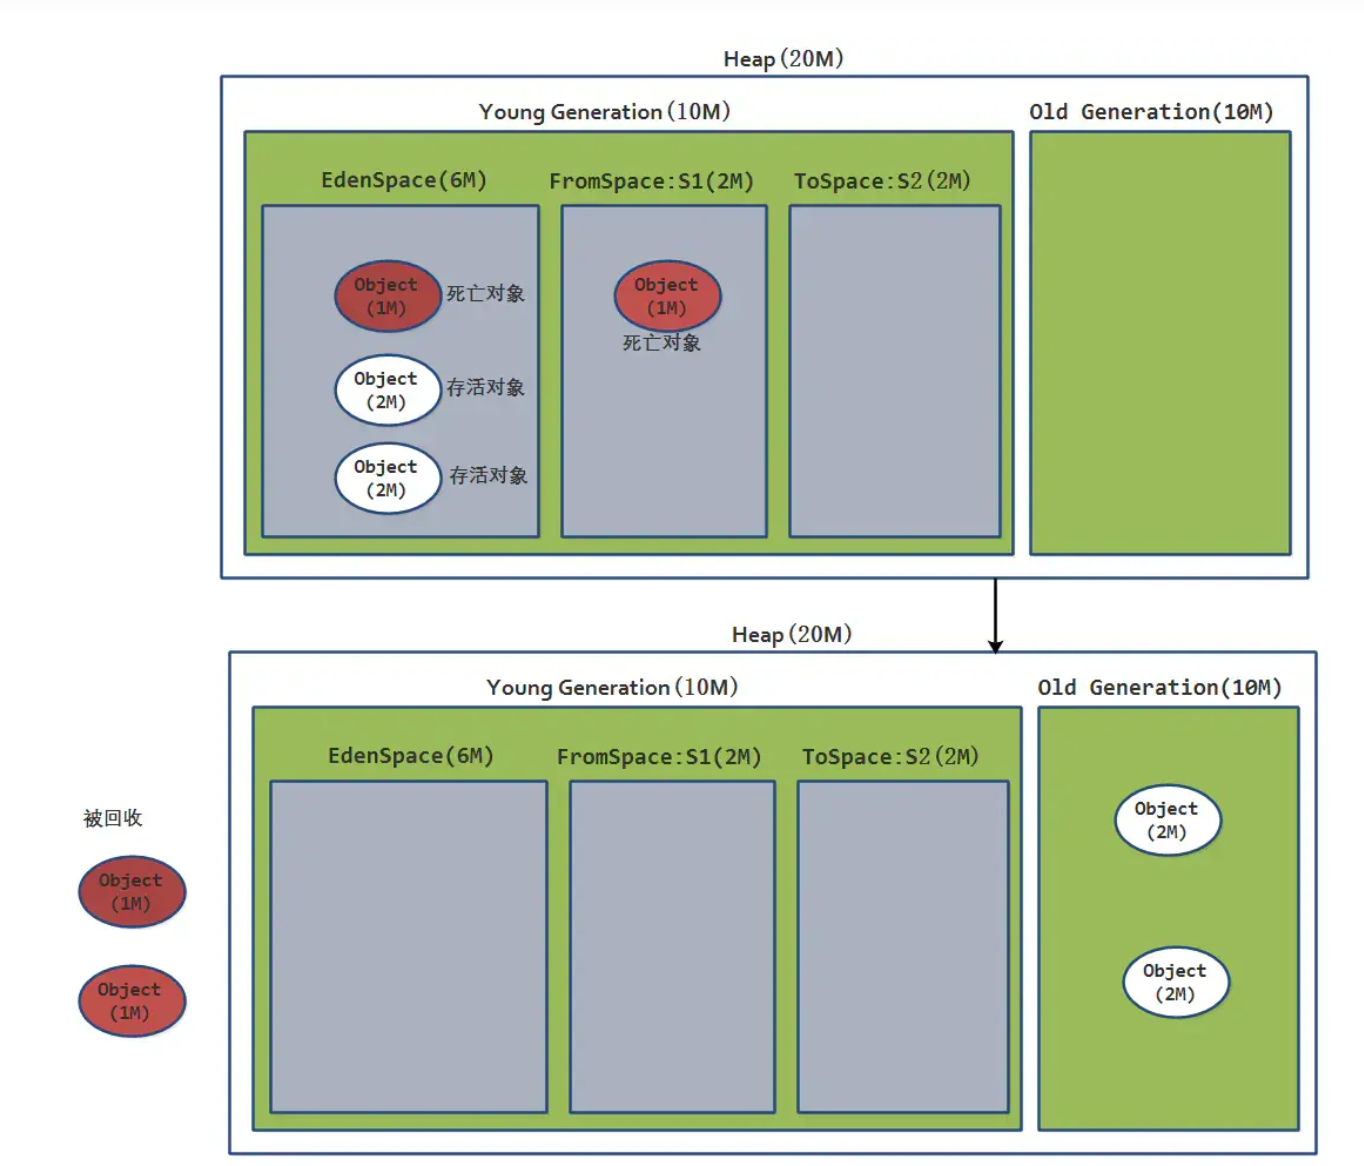 Heap(20M)
Young Generation(10M)
Old Generation(10M)
EdenSpace(6M)
FromSpace:S1(2M)
ToSpace:S2(2M)
Object
(1M)
死亡对象
Object
(1M)
死亡对象
Object
(2M)
存活对象
Object
(2M)
存活对象
Heap(20M)
Young Generation(10M)
Old Generation(10M)
EdenSpace(6M)
FromSpace:S1(2M)
ToSpace:S2(2M)
被回收
Object
(1M)
Object
(1M)
Object
(2M)
Object
(2M)